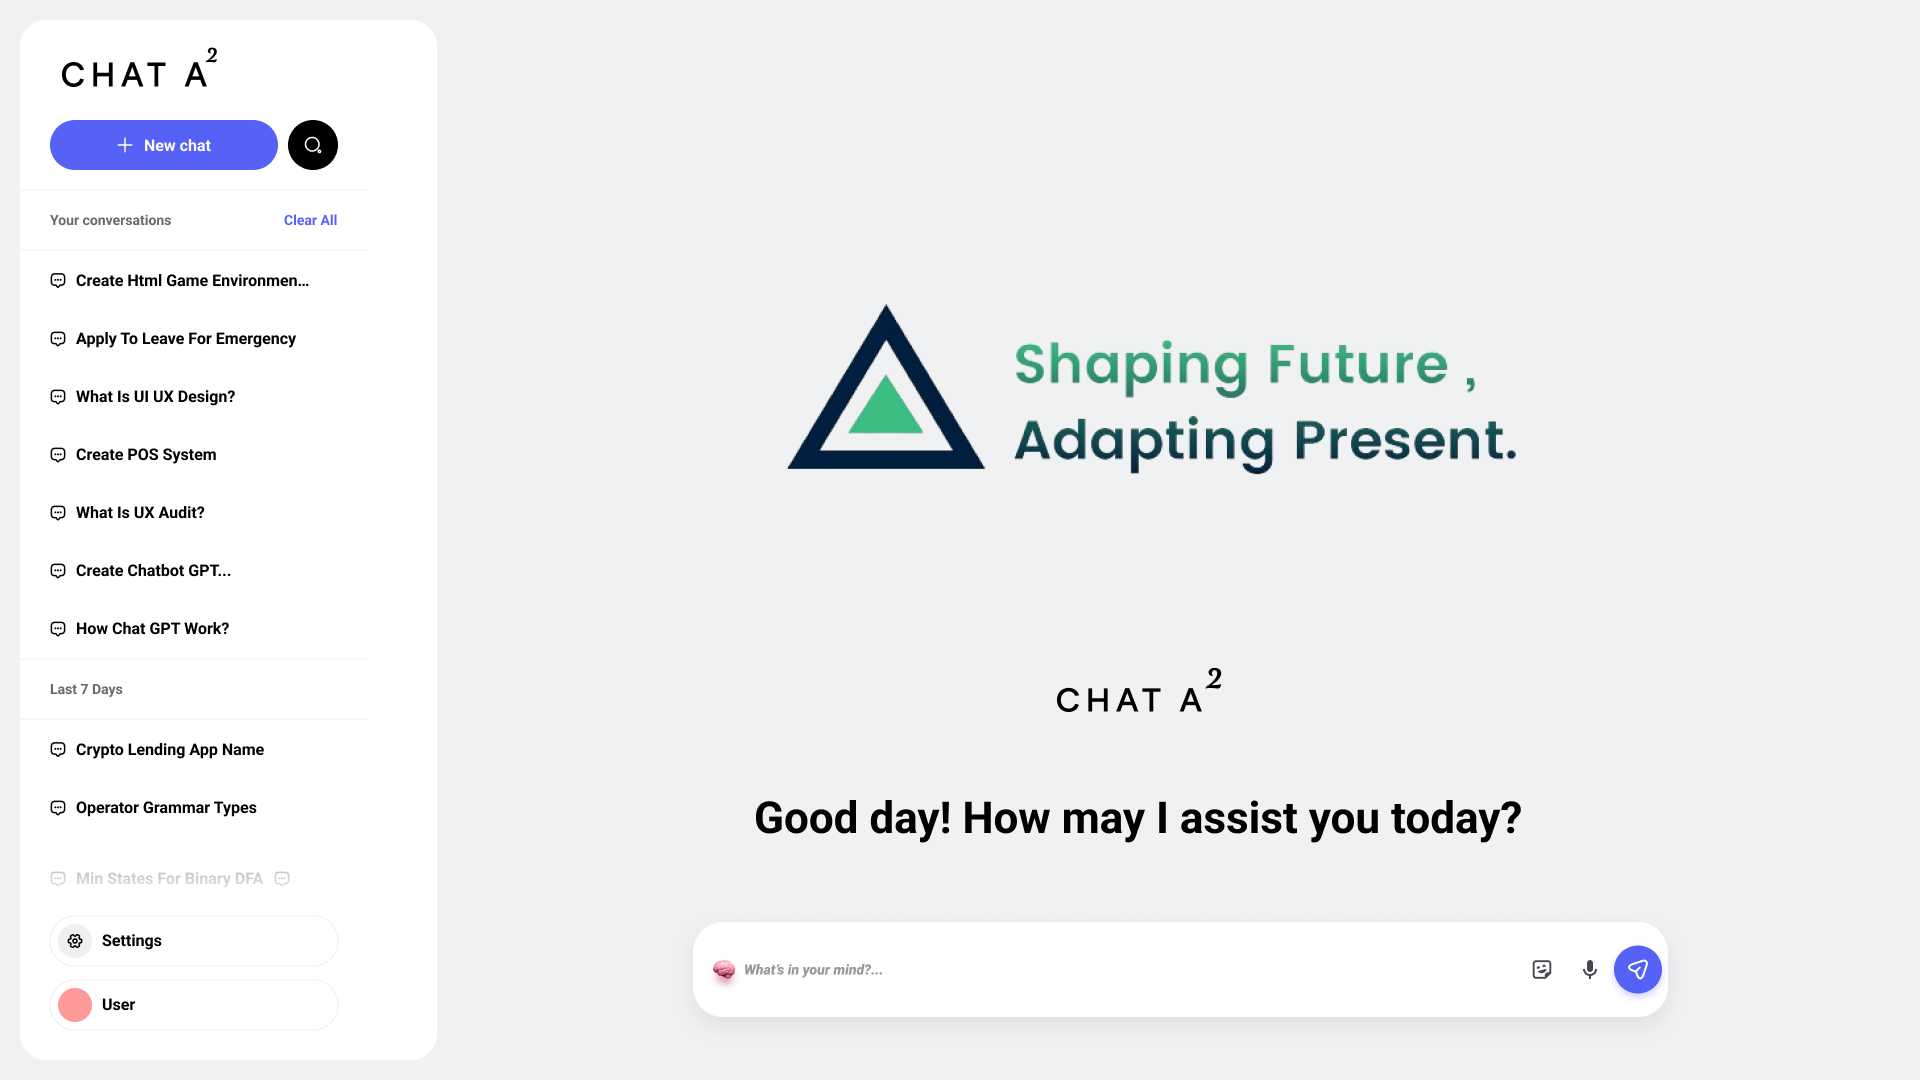 CHAT A²
New chat
Your conversations
Clear All
Create Html Game Environmen...
Apply To Leave For Emergency
What Is UI UX Design?
Create POS System
What Is UX Audit?
Create Chatbot GPT...
How Chat GPT Work?
Last 7 Days
Crypto Lending App Name
Operator Grammar Types
Min States For Binary DFA
Settings
User
Shaping Future ,
Adapting Present.
CHAT A²
Good day! How may I assist you today?
What's in your mind?...